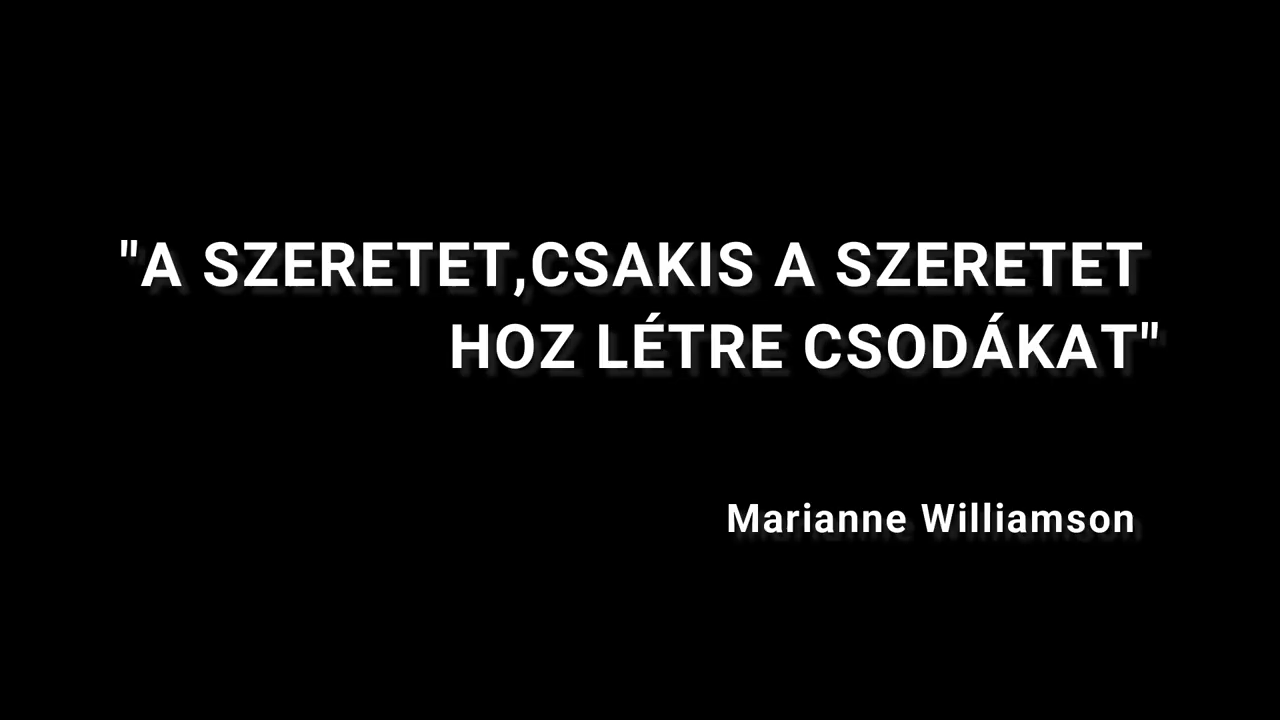 "A SZERETET,CSAKIS A SZERETET
HOZ LÉTRE CSODÁKAT"
Marianne Williamson